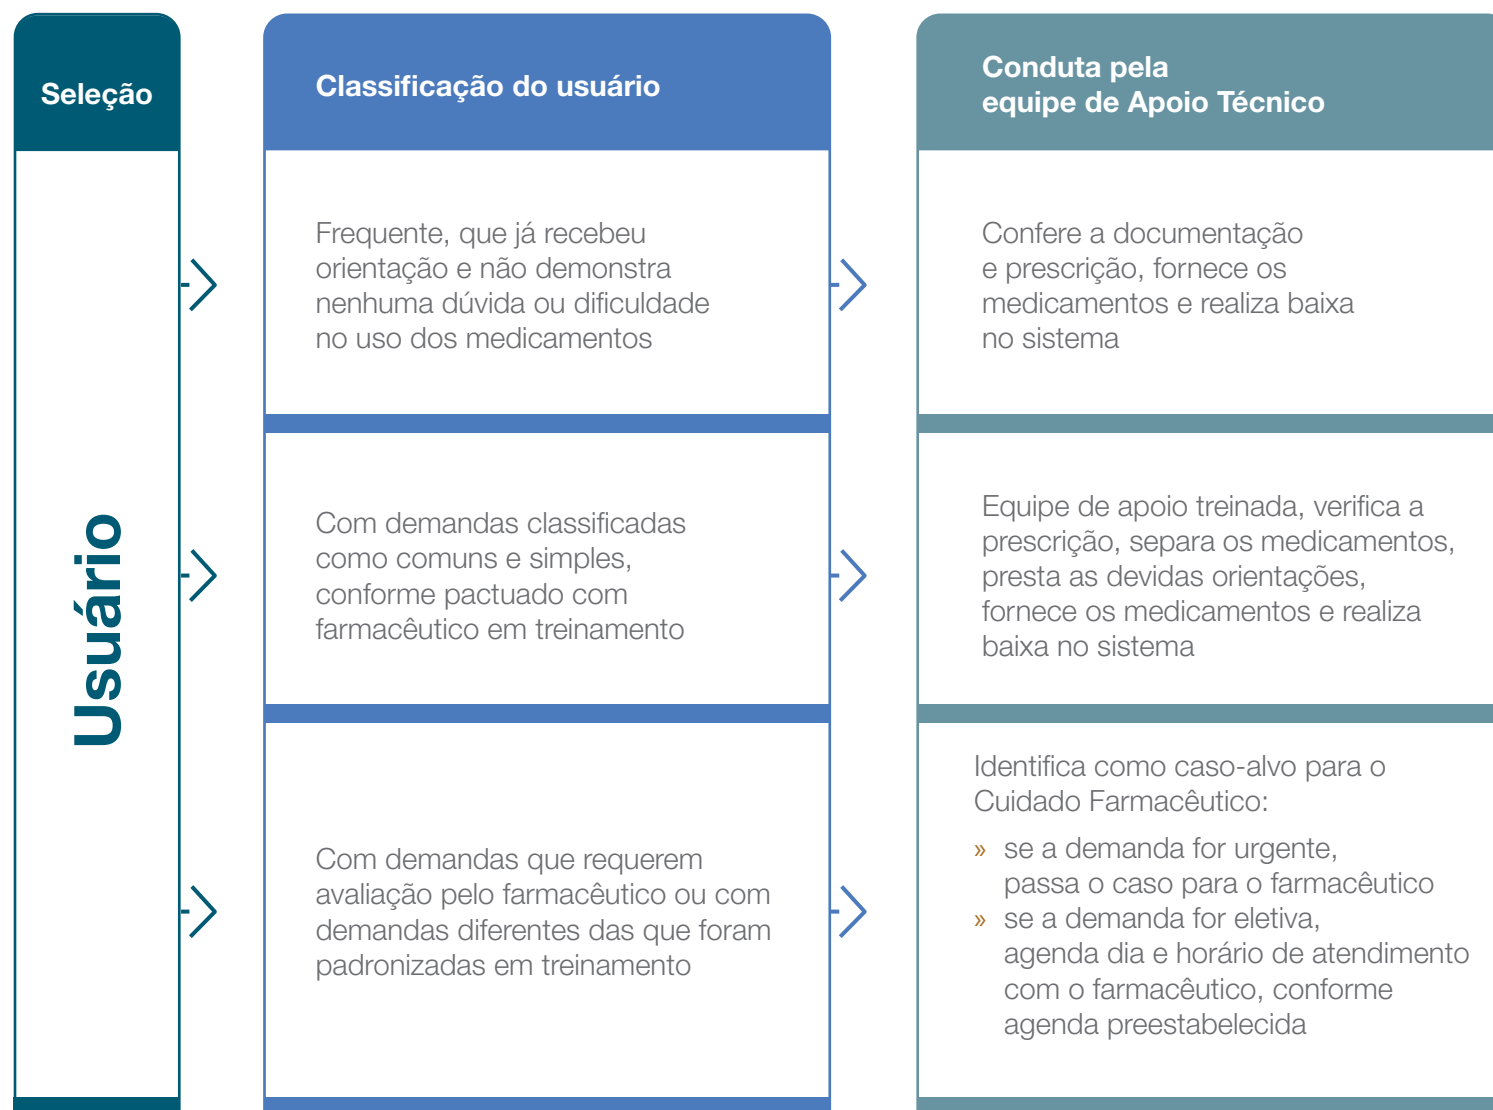 Seleção
Classificação do usuário
Conduta pela
equipe de Apoio Técnico
Usuário
Frequente, que já recebeu
orientação e não demonstra
nenhuma dúvida ou dificuldade
no uso dos medicamentos
Confere a documentação
e prescrição, fornece os
medicamentos e realiza baixa
no sistema
Com demandas classificadas
como comuns e simples,
conforme pactuado com
farmacêutico em treinamento
Equipe de apoio treinada, verifica a
prescrição, separa os medicamentos,
presta as devidas orientações,
fornece os medicamentos e realiza
baixa no sistema
Com demandas que requerem
avaliação pelo farmacêutico ou com
demandas diferentes das que foram
padronizadas em treinamento
Identifica como caso-alvo para o
Cuidado Farmacêutico:
» se a demanda for urgente,
passa o caso para o farmacêutico
» se a demanda for eletiva,
agenda dia e horário de atendimento
com o farmacêutico, conforme
agenda preestabelecida